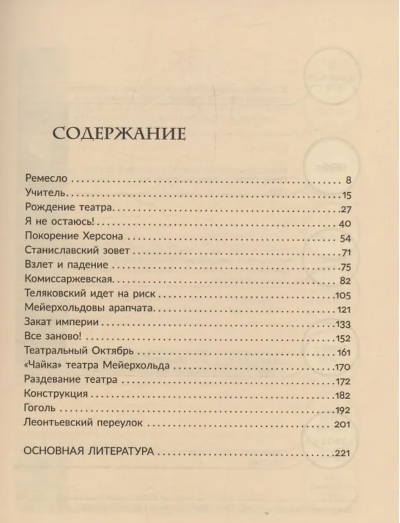 СОДЕРЖАНИЕ
Ремесло 8
Учитель 15
Рождение театра 27
Я не остаюсь! 40
Покорение Херсона 54
Станиславский зовет 71
Взлет и падение 75
Комиссаржевская 82
Теляковский идет на риск 105
Мейерхольдовы арапчата 121
Закат империи 133
Все заново! 152
Театральный Октябрь 161
«Чайка» театра Мейерхольда 170
Раздевание театра 172
Конструкция 182
Гоголь 192
Леонтьевский переулок 201
ОСНОВНАЯ ЛИТЕРАТУРА 221